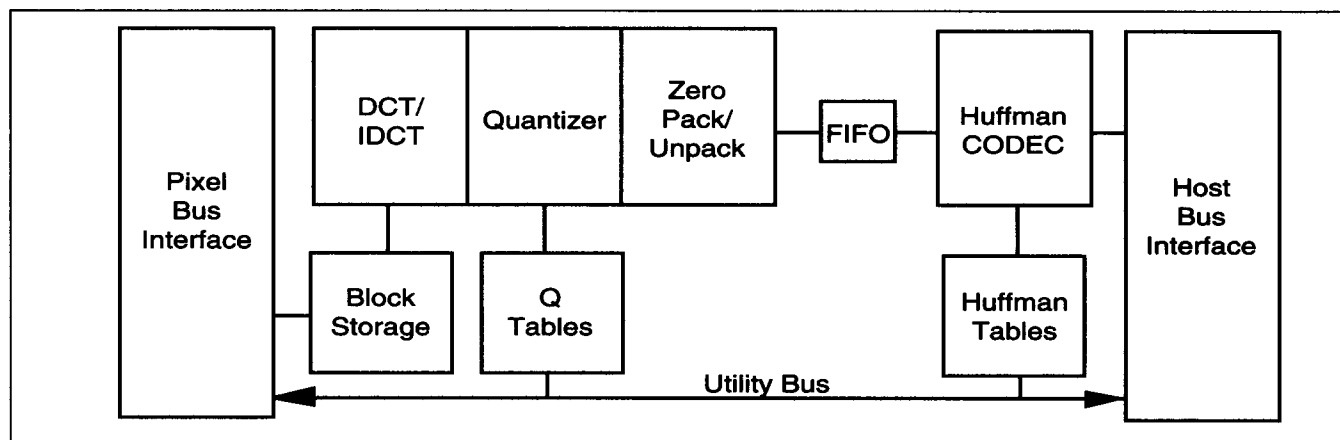 Pixel
Bus
Interface
DCT/
IDCT
Quantizer
Zero
Pack/
Unpack
FIFO
Huffman
CODEC
Host
Bus
Interface
Block
Storage
Q
Tables
Huffman
Tables
Utility Bus